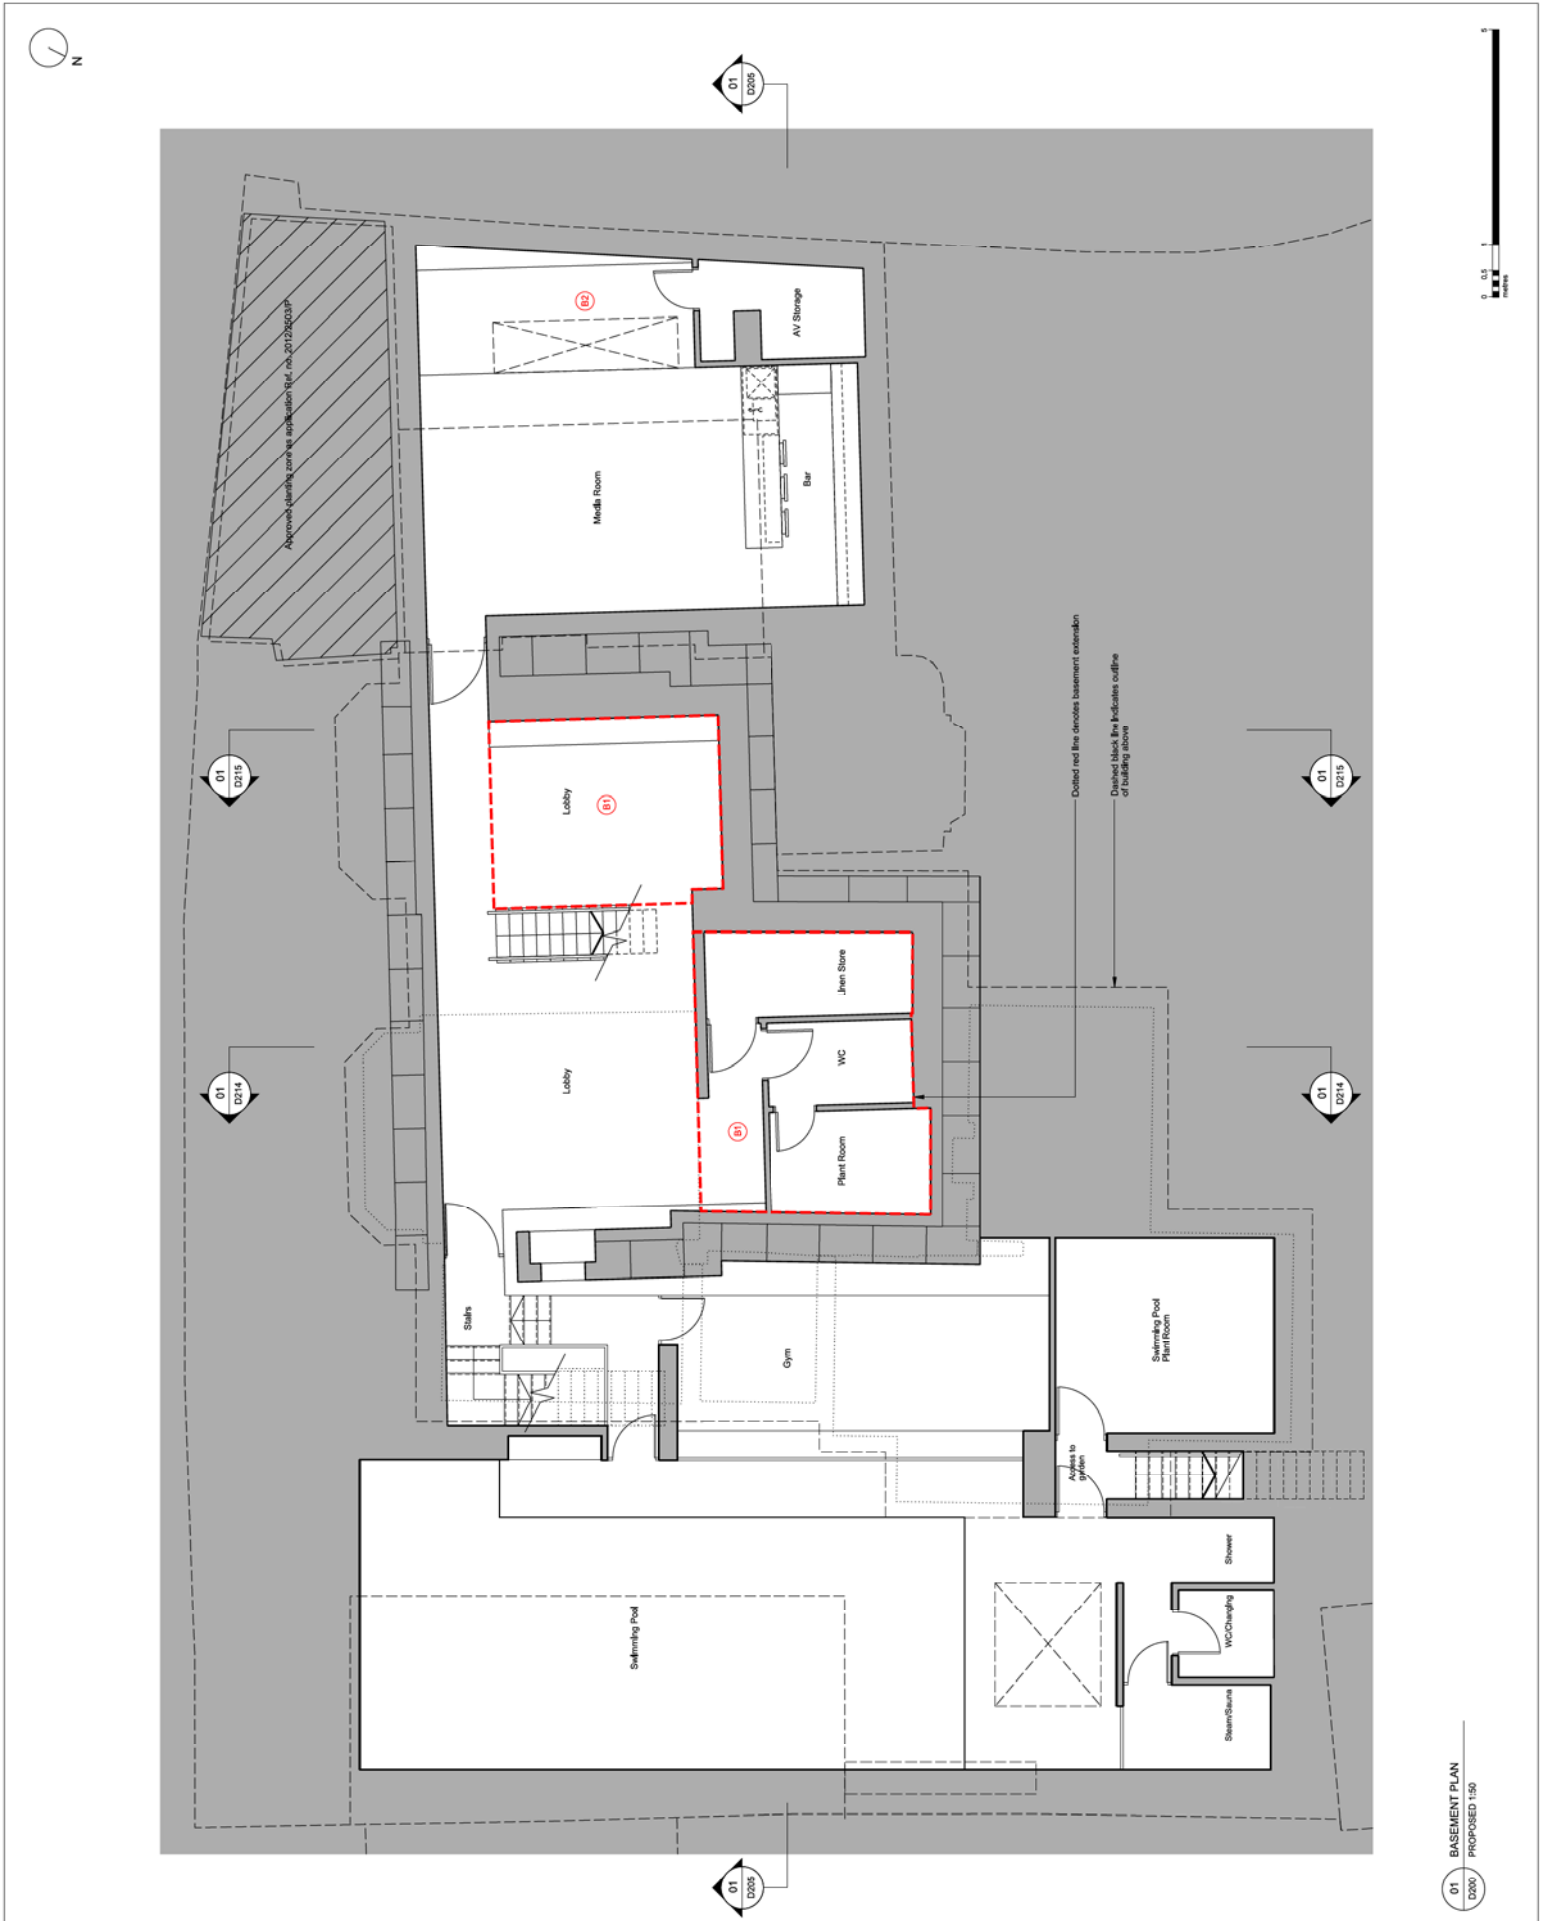 N
01
D205
0
0.5
1
5
metres
Approved planting zone as application Ref. no. 2012/2503/P
B2
AV Storage
Media Room
Bar
01
D215
Lobby
B1
01
D215
Dotted red line denotes basement extension
Dashed black line indicates outline
of building above
Linen Store
WC
Lobby
B1
Plant Room
01
D214
01
D214
Stairs
Gym
Swimming Pool
Plant Room
Access to
garden
Shower
WC/Changing
Steam/Sauna
Swimming Pool
01
D205
01
D200
BASEMENT PLAN
PROPOSED 1:50